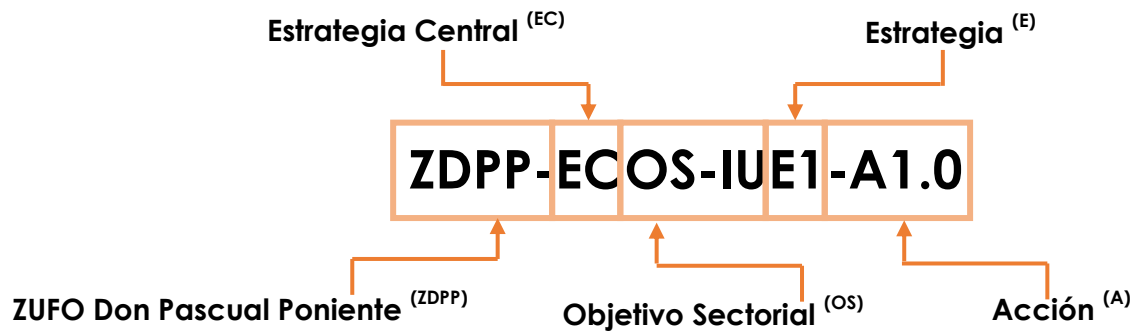 Estrategia Central (EC)
Estrategia (E)
ZDPP-ECOS-IUE1-A1.0
ZUFO Don Pascual Poniente (ZDPP)
Objetivo Sectorial (OS)
Acción (A)